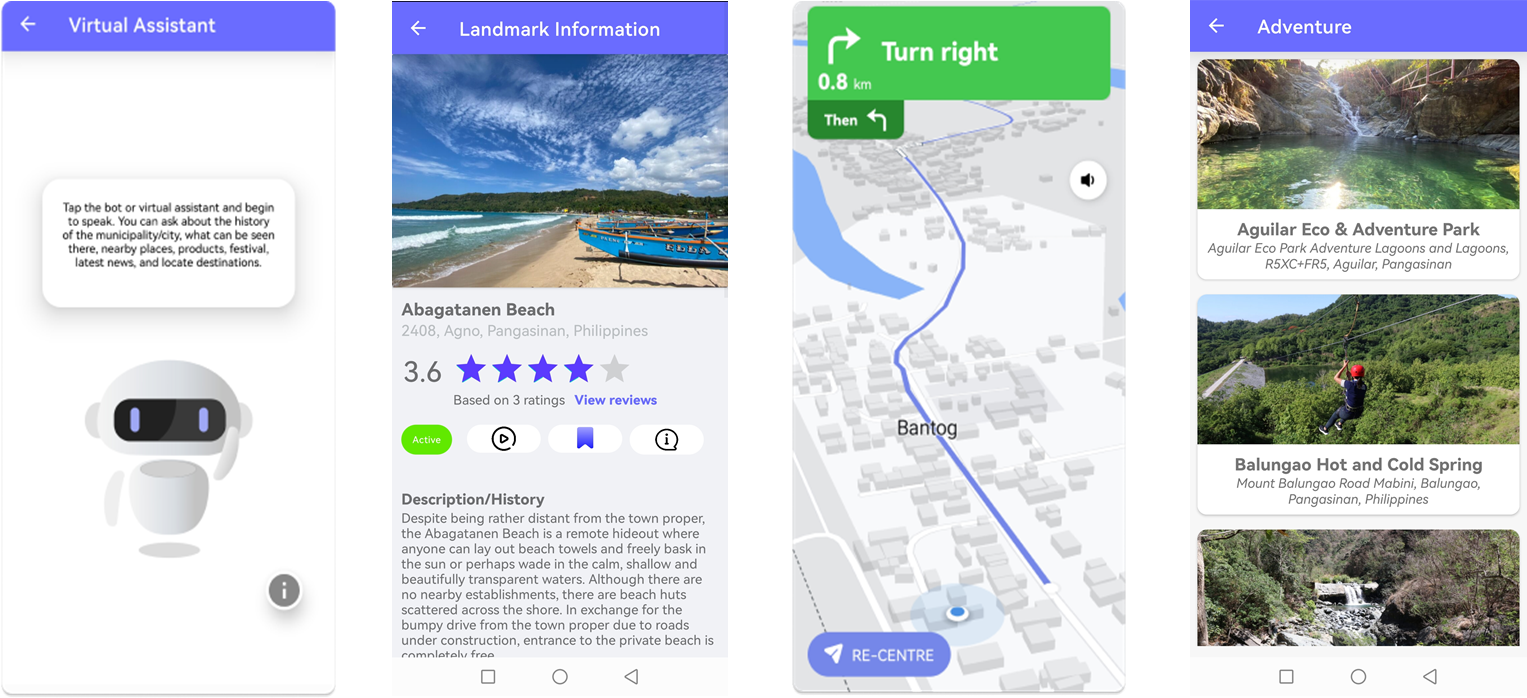 Virtual Assistant
Tap the bot or virtual assistant and begin
to speak. You can ask about the history
of the municipality/city, what can be seen
there, nearby places, products, festival,
latest news, and locate destinations.
Landmark Information
Abagatanen Beach
2408, Agno, Pangasinan, Philippines
3.6
Based on 3 ratings View reviews
Active
Description/History
Despite being rather distant from the town proper,
the Abagatanen Beach is a remote hideout where
anyone can lay out beach towels and freely bask in
the sun or perhaps wade in the calm, shallow and
beautifully transparent waters. Although there are
no nearby establishments, there are beach huts
scattered across the shore. In exchange for the
bumpy drive from the town proper due to roads
under construction, entrance to the private beach is
completely free
Turn right
0.8 km
Then
Bantog
RE-CENTRE
Adventure
Aguilar Eco & Adventure Park
Aguilar Eco Park Adventure Lagoons and Lagoons,
R5XC+FR5, Aguilar, Pangasinan
Balungao Hot and Cold Spring
Mount Balungao Road Mabini, Balungao,
Pangasinan, Philippines